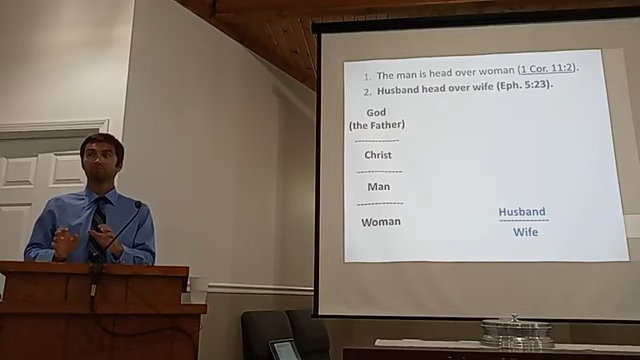 1. The man is head over woman (1 Cor. 11:2).
2. Husband head over wife (Eph. 5:23).
God
(the Father)
Christ
Man
Woman
Husband
Wife